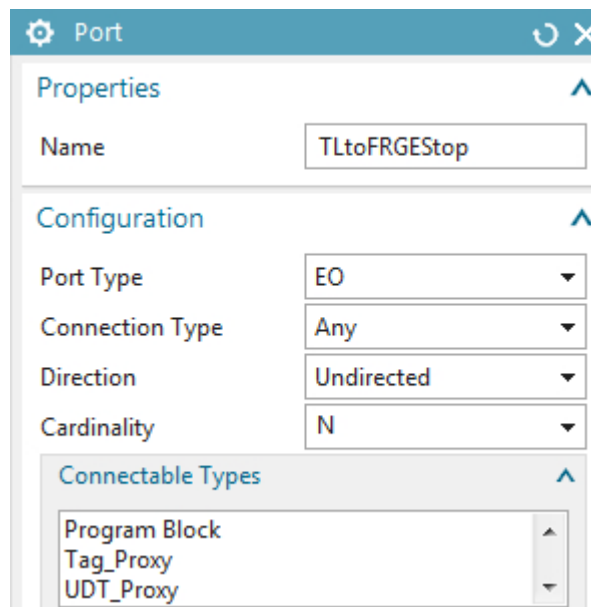 Port
Properties
Name TLtoFRGEStop
Configuration
Port Type EO
Connection Type Any
Direction Undirected
Cardinality N
Connectable Types
Program Block
Tag_Proxy
UDT_Proxy